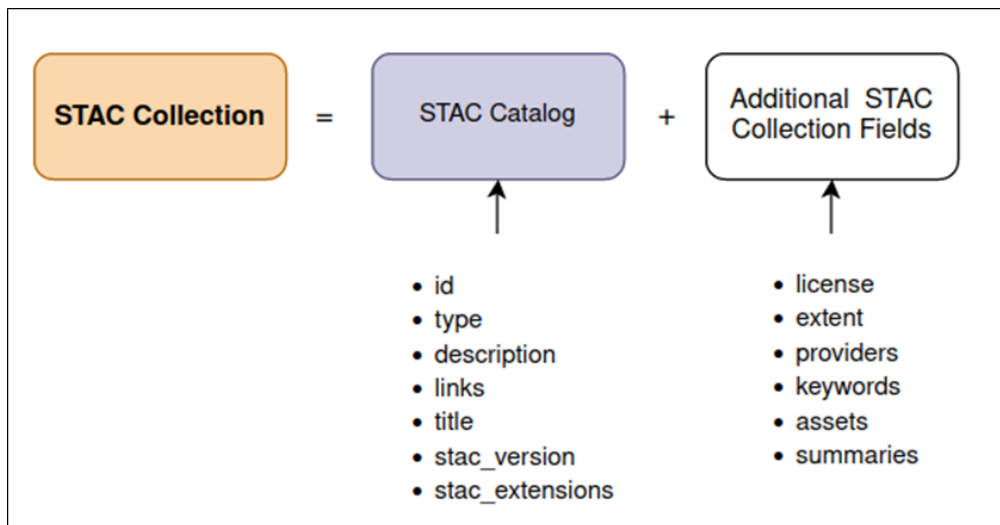 STAC Collection = STAC Catalog + Additional STAC
Collection Fields
• id
• type
• description
• links
• title
• stac_version
• stac_extensions
• license
• extent
• providers
• keywords
• assets
• summaries